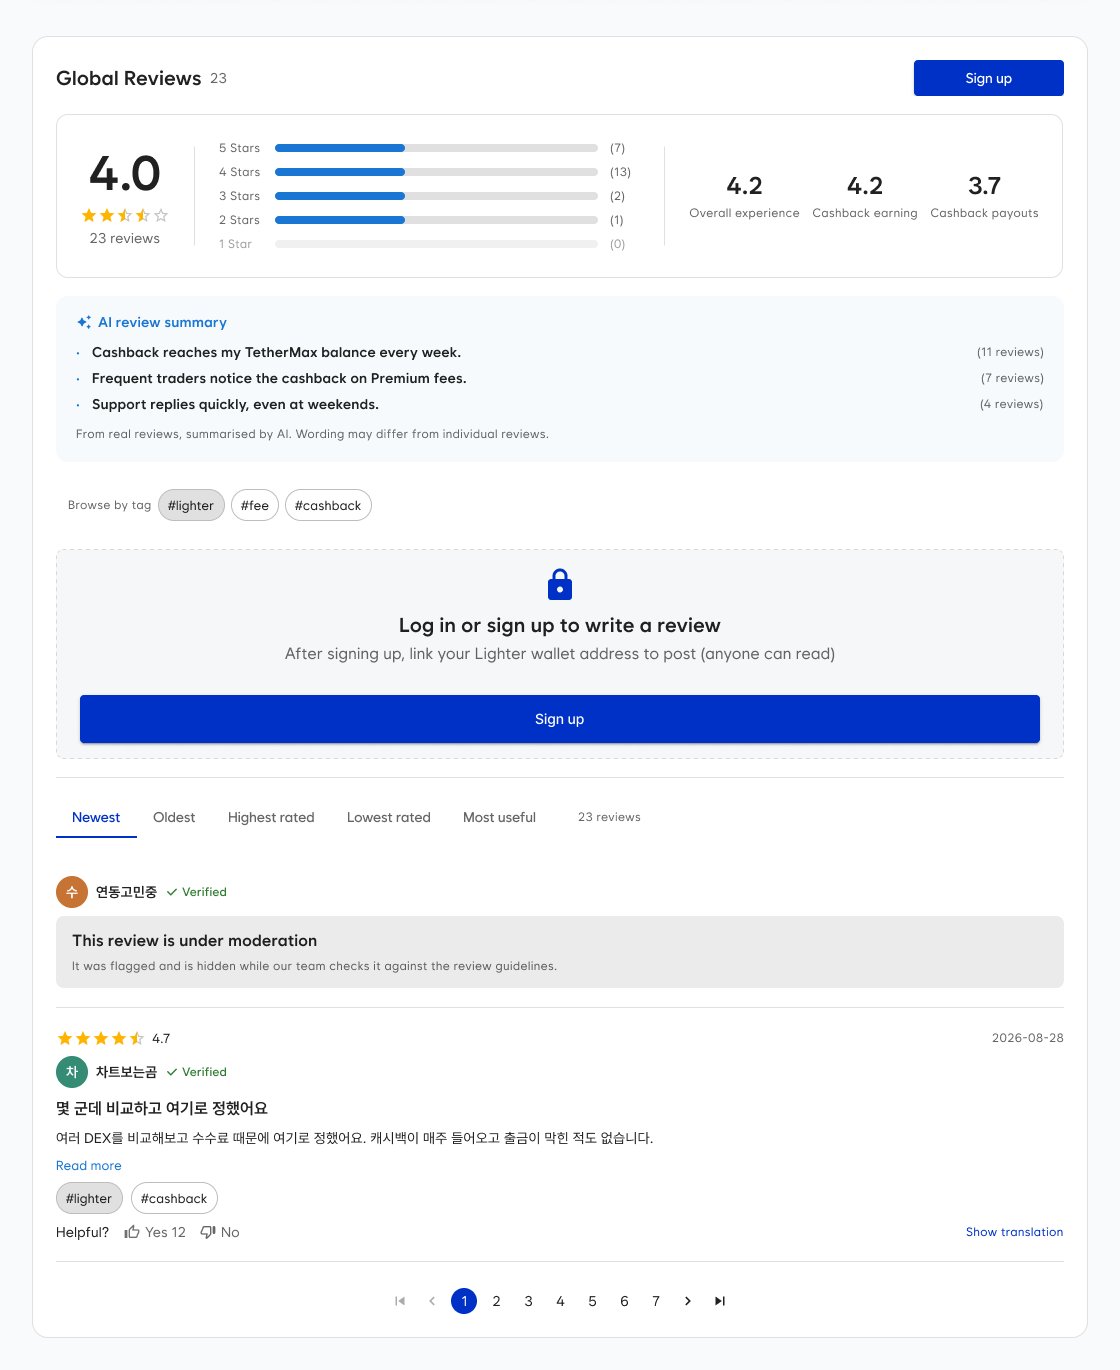 Global Reviews 23
Sign up
4.0
23 reviews
5 Stars (7)
4 Stars (13)
3 Stars (2)
2 Stars (1)
1 Star (0)
4.2
Overall experience
4.2
Cashback earning
3.7
Cashback payouts
AI review summary
· Cashback reaches my TetherMax balance every week. (11 reviews)
· Frequent traders notice the cashback on Premium fees. (7 reviews)
· Support replies quickly, even at weekends. (4 reviews)
From real reviews, summarised by AI. Wording may differ from individual reviews.
Browse by tag #lighter #fee #cashback
Log in or sign up to write a review
After signing up, link your Lighter wallet address to post (anyone can read)
Sign up
Newest Oldest Highest rated Lowest rated Most useful 23 reviews
수 연동고민중 Verified
This review is under moderation
It was flagged and is hidden while our team checks it against the review guidelines.
4.7 2026-08-28
차 차트보는곰 Verified
몇 군데 비교하고 여기로 정했어요
여러 DEX를 비교해보고 수수료 때문에 여기로 정했어요. 캐시백이 매주 들어오고 출금이 막힌 적도 없습니다.
Read more
#lighter #cashback
Helpful? Yes 12 No Show translation
1 2 3 4 5 6 7